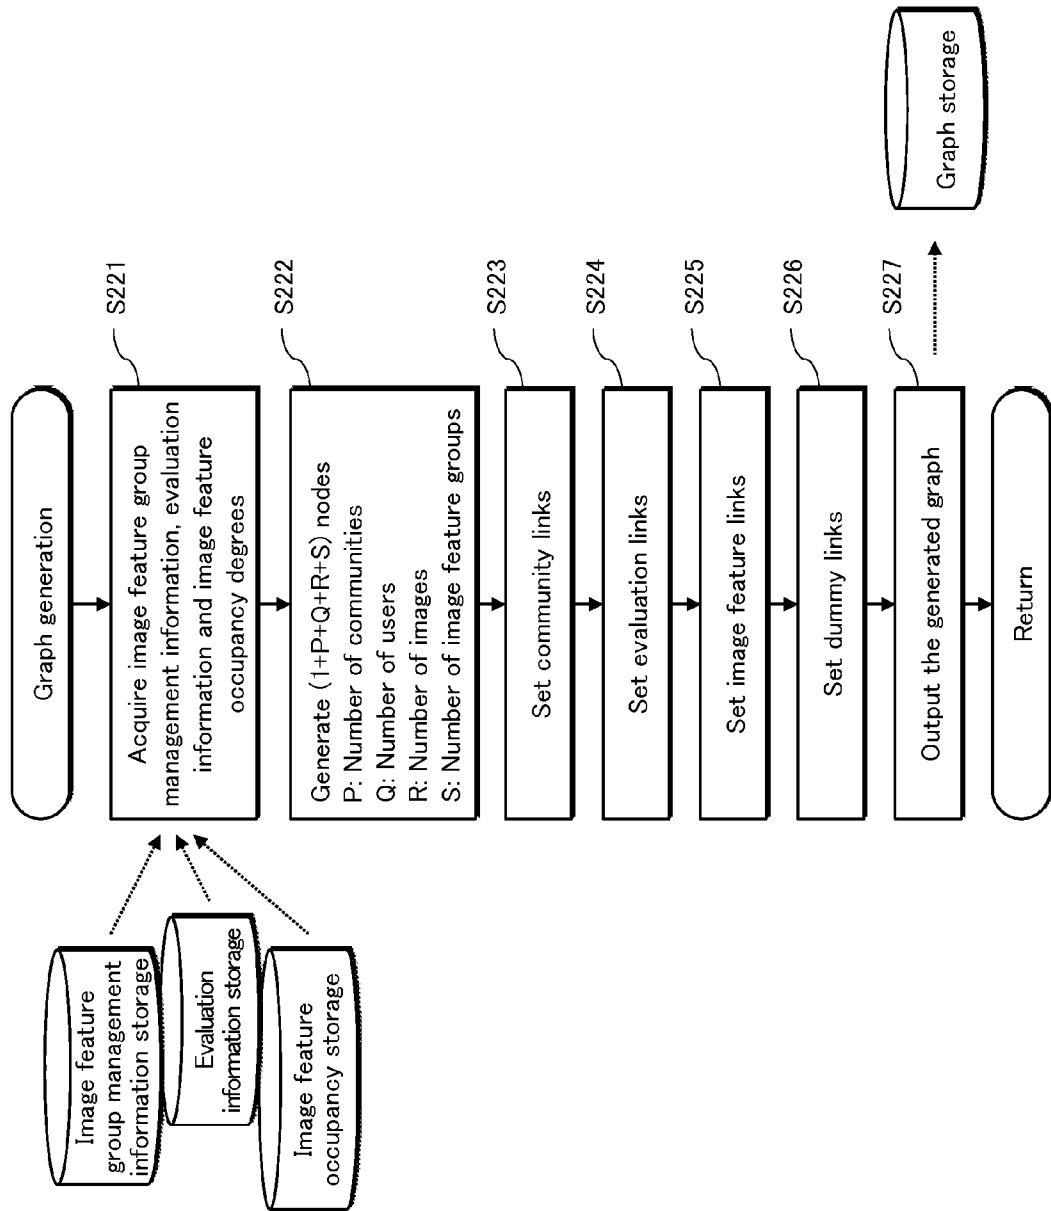 Graph generation
S221
Acquire image feature group
management information, evaluation
information and image feature
occupancy degrees
Image feature
group management
information storage
Evaluation
information storage
Image feature
occupancy storage
S222
Generate (1+P+Q+R+S) nodes
P: Number of communities
Q: Number of users
R: Number of images
S: Number of image feature groups
S223
Set community links
S224
Set evaluation links
S225
Set image feature links
S226
Set dummy links
S227
Output the generated graph
Graph storage
Return